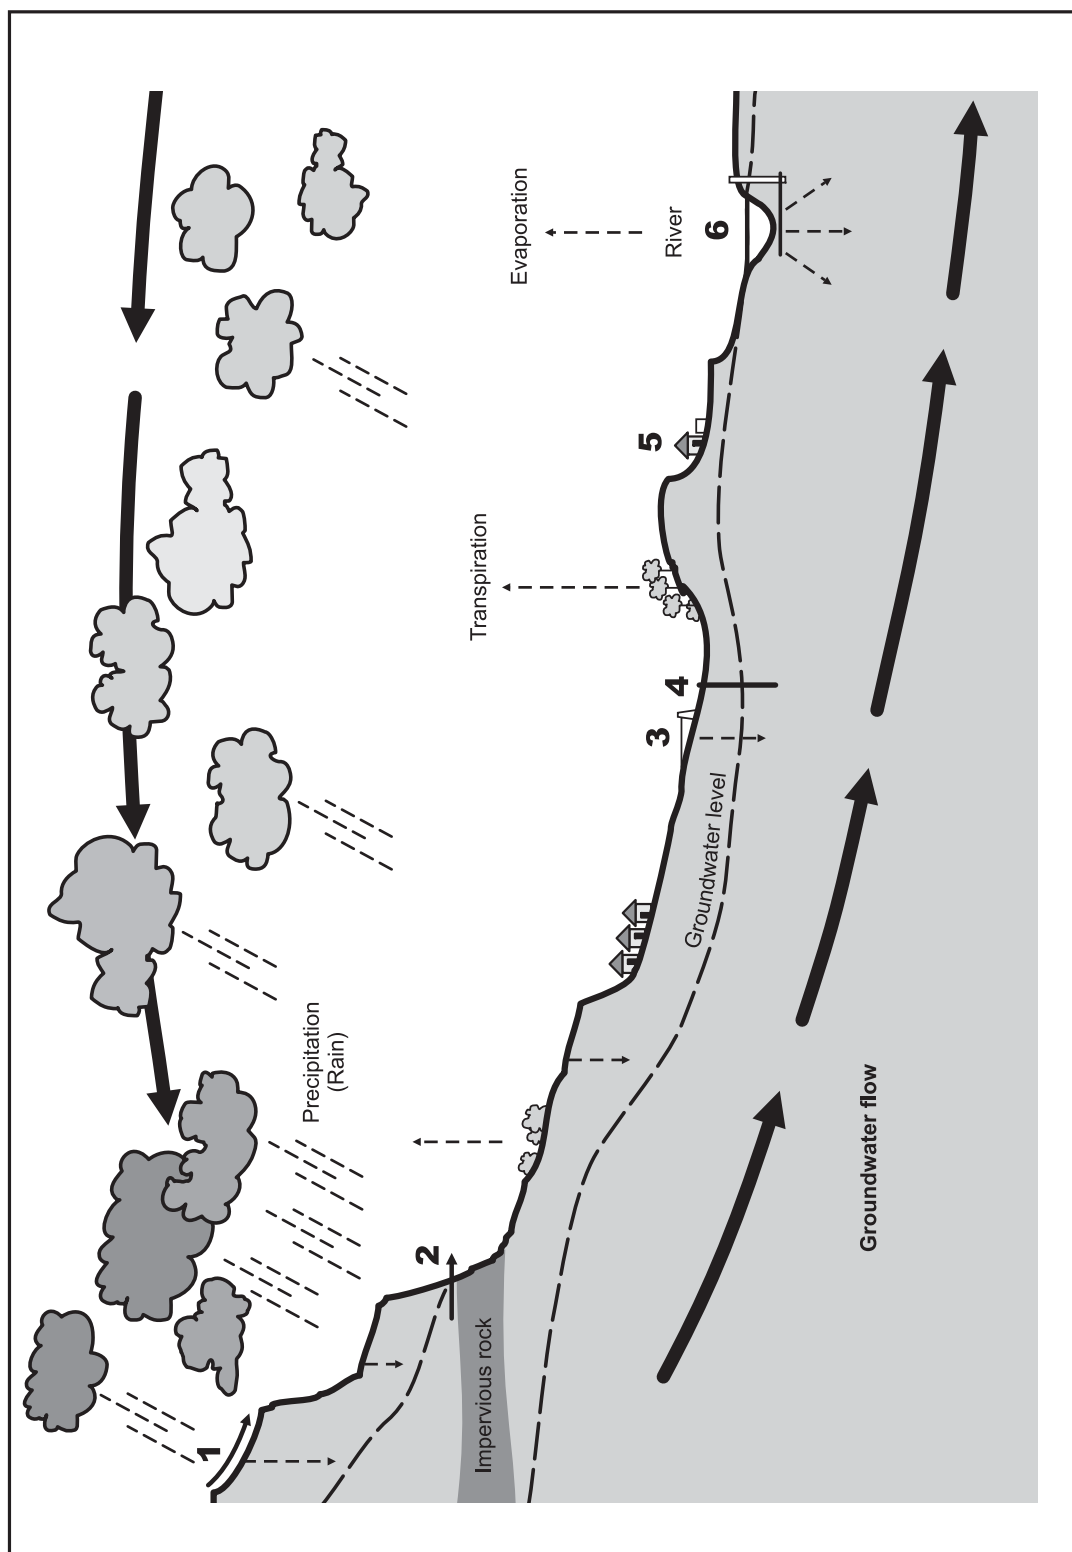 1
Precipitation
(Rain)
2
Impervious rock
Transpiration
Evaporation
3
4
5
River
6
Groundwater level
Groundwater flow